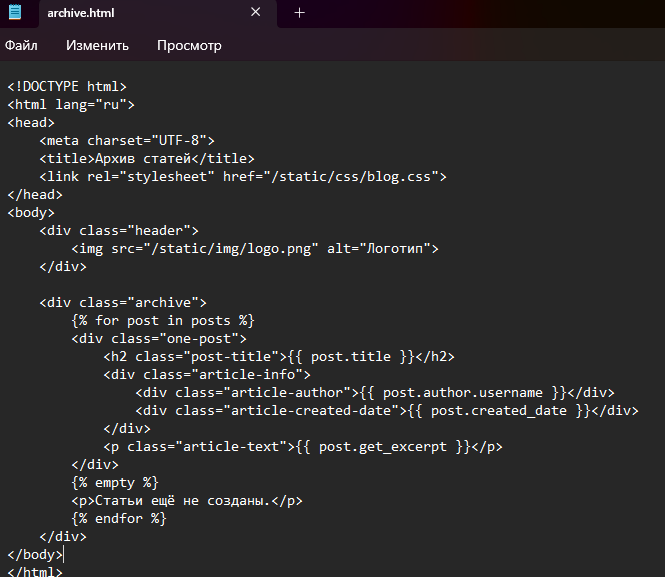 archive.html
Файл Изменить Просмотр
<!DOCTYPE html>
<html lang="ru">
<head>
    <meta charset="UTF-8">
    <title>Архив статей</title>
    <link rel="stylesheet" href="/static/css/blog.css">
</head>
<body>
    <div class="header">
        <img src="/static/img/logo.png" alt="Логотип">
    </div>

    <div class="archive">
        {% for post in posts %}
        <div class="one-post">
            <h2 class="post-title">{{ post.title }}</h2>
            <div class="article-info">
                <div class="article-author">{{ post.author.username }}</div>
                <div class="article-created-date">{{ post.created_date }}</div>
            </div>
            <p class="article-text">{{ post.get_excerpt }}</p>
        </div>
        {% empty %}
        <p>Статьи ещё не созданы.</p>
        {% endfor %}
    </div>
</body>
</html>